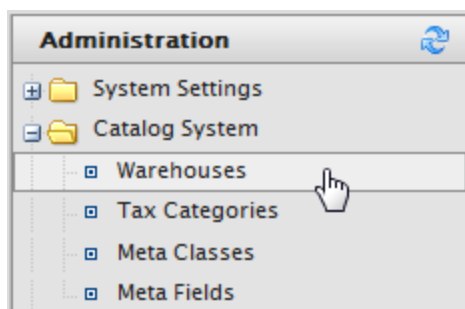 Administration
System Settings
Catalog System
Warehouses
Tax Categories
Meta Classes
Meta Fields